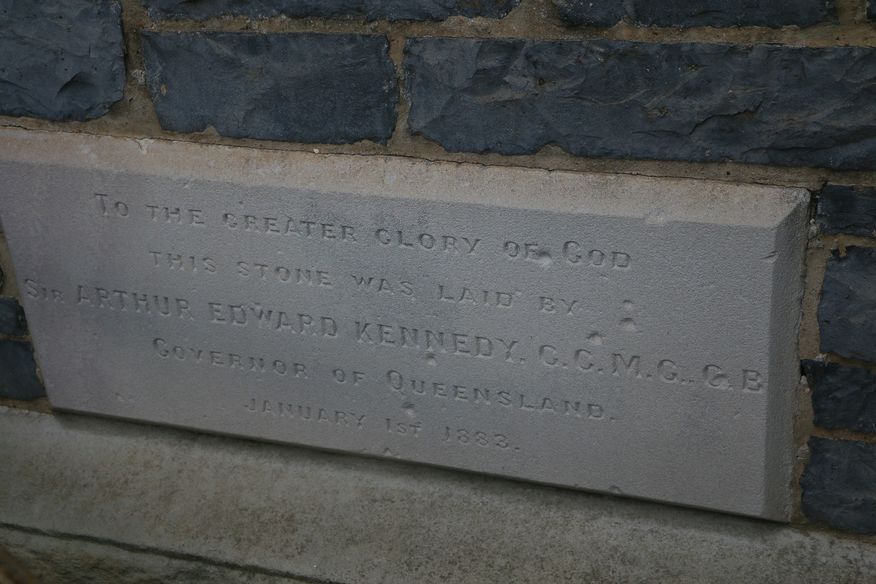 To the greater glory of God
this stone was laid by
Sir Arthur Edward Kennedy, G.C.M.G., C.B
Governor of Queensland.
January 1st 1883.